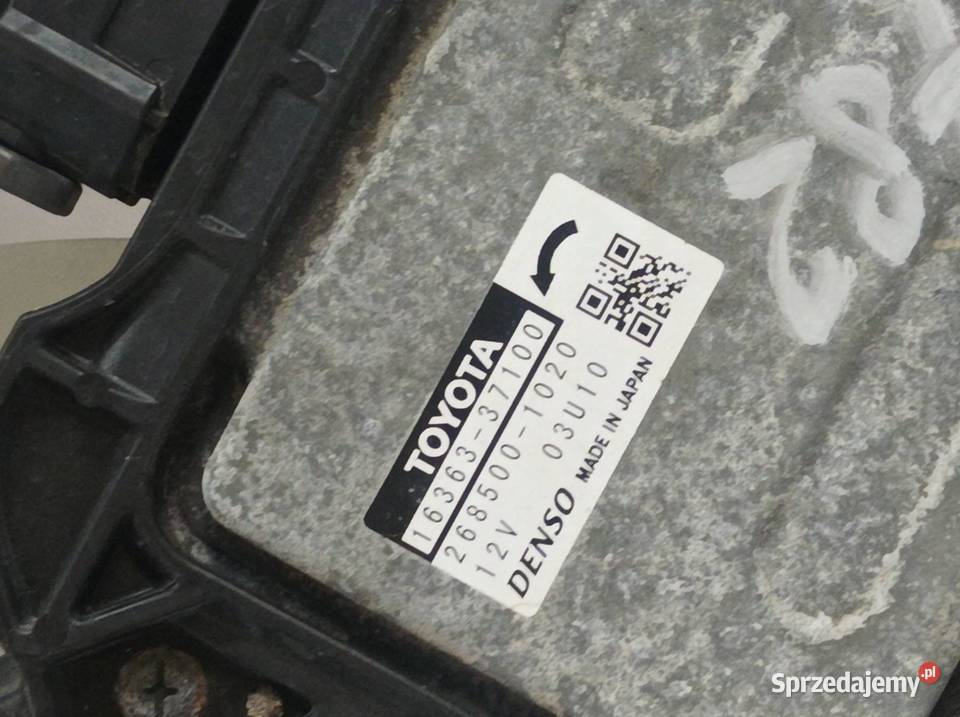 TOYOTA
16363-37100
268500-1020
12V 03U10
DENSO MADE IN JAPAN
Sprzedajemy.pl